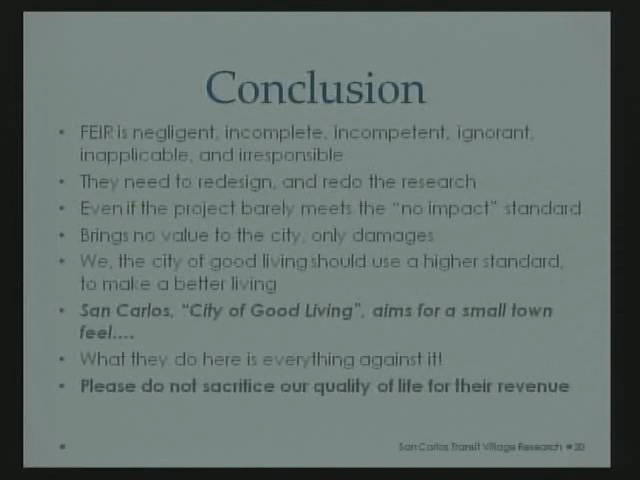 Conclusion
• FEIR is negligent, incomplete, incompetent, ignorant,
inapplicable, and irresponsible
• They need to redesign, and redo the research
• Even if the project barely meets the "no impact" standard
• Brings no value to the city, only damages
• We, the city of good living should use a higher standard,
to make a better living
• San Carlos, "City of Good Living", aims for a small town
feel....
• What they do here is everything against it!
• Please do not sacrifice our quality of life for their revenue
San Carlos Transit Village Research